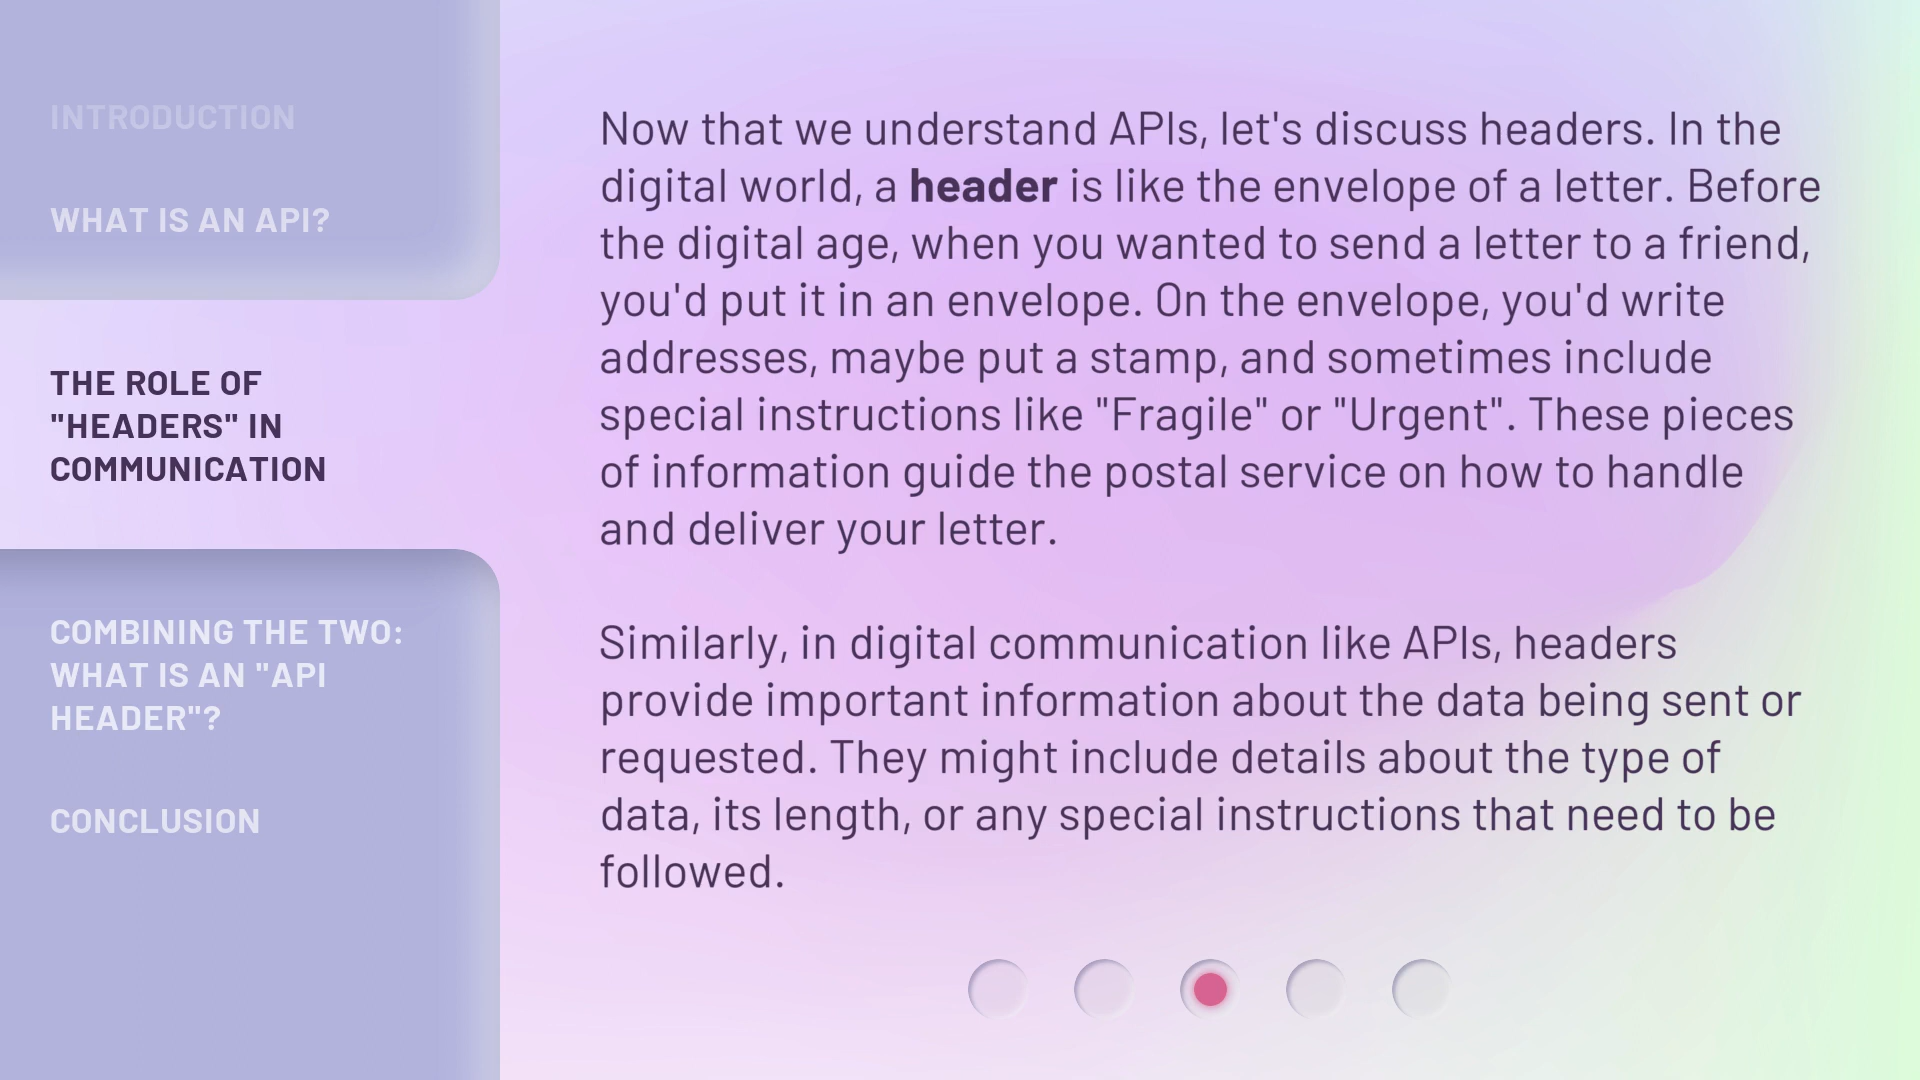 INTRODUCTION
WHAT IS AN API?
THE ROLE OF
"HEADERS" IN
COMMUNICATION
COMBINING THE TWO:
WHAT IS AN "API
HEADER"?
CONCLUSION
Now that we understand APIs, let's discuss headers. In the
digital world, a header is like the envelope of a letter. Before
the digital age, when you wanted to send a letter to a friend,
you'd put it in an envelope. On the envelope, you'd write
addresses, maybe put a stamp, and sometimes include
special instructions like "Fragile" or "Urgent". These pieces
of information guide the postal service on how to handle
and deliver your letter.
Similarly, in digital communication like APIs, headers
provide important information about the data being sent or
requested. They might include details about the type of
data, its length, or any special instructions that need to be
followed.